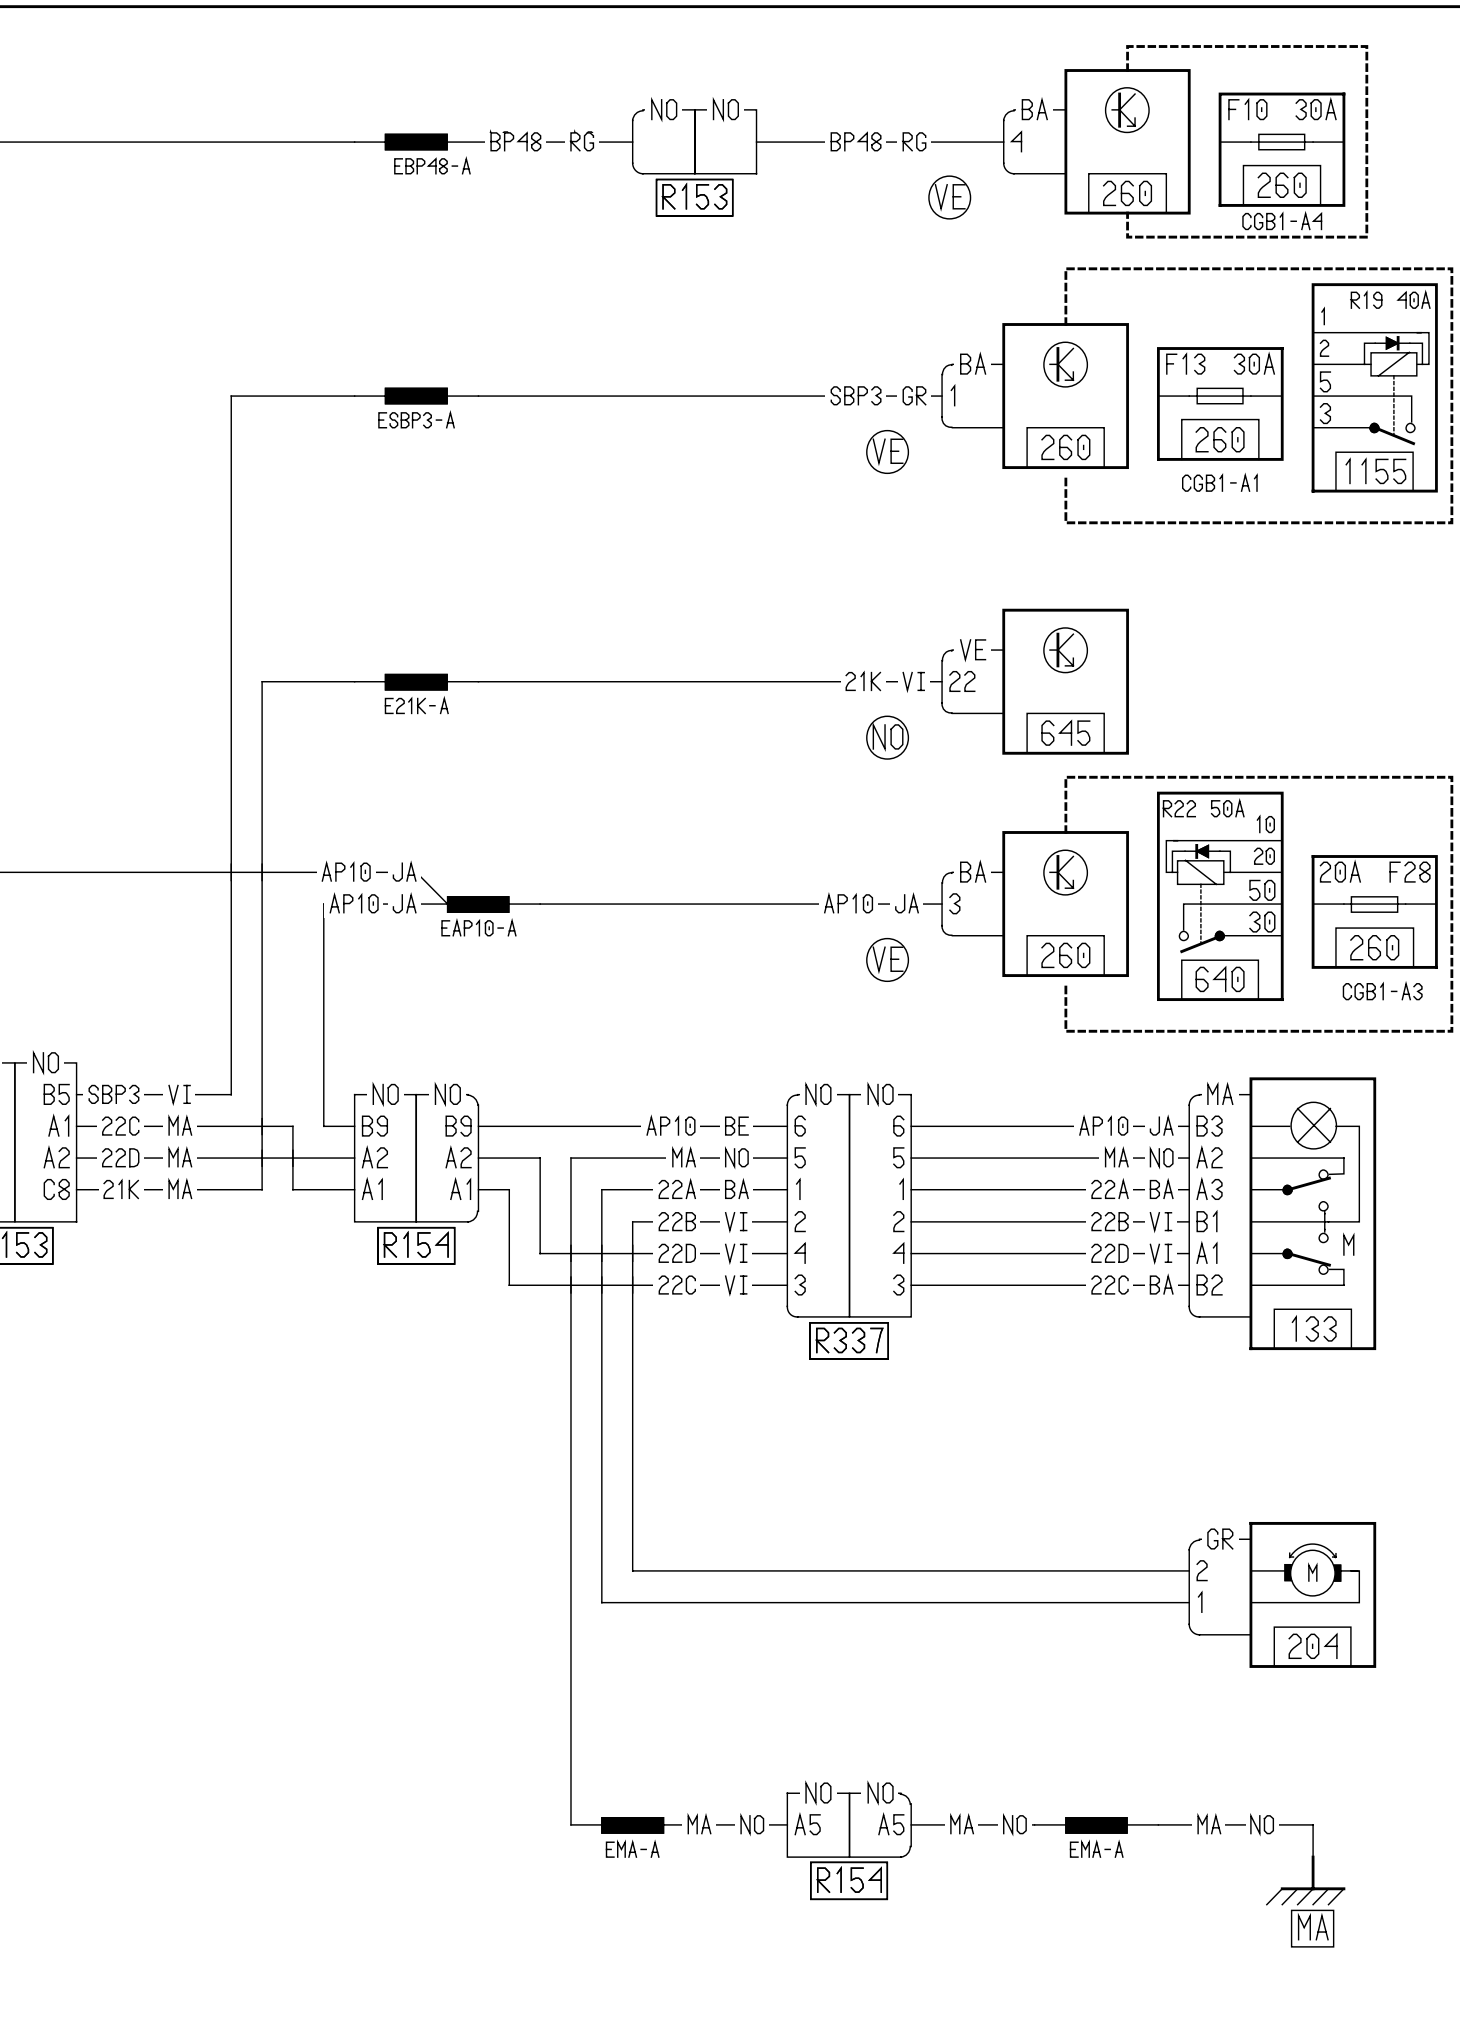 NO NO
BP48 RG
BP48-RG
BA
4
EBP48-A
R153
VE
260
F10 30A
260
CGB1-A4
SBP3-GR
BA
1
ESBP3-A
VE
260
F13 30A
260
CGB1-A1
R19 40A
1
2
5
3
1155
21K-VI
VE
22
E21K-A
NO
645
AP10-JA
AP10-JA
EAP10-A
AP10-JA
BA
3
VE
260
R22 50A
10
20
50
30
640
20A F28
260
CGB1-A3
NO
B5 SBP3 VI
A1 22C MA
A2 22D MA
C8 21K MA
153
NO NO
B9 B9
A2 A2
A1 A1
R154
NO NO
AP10 BE 6 6 AP10-JA
MA NO 5 5 MA-NO
22A BA 1 1 22A-BA
22B VI 2 2 22B-VI
22D VI 4 4 22D-VI
22C VI 3 3 22C-BA
R337
MA
B3
A2
A3
B1
A1
B2
M
133
GR
2
1
M
204
NO NO
MA NO A5 A5 MA NO
MA NO
EMA-A
EMA-A
R154
MA